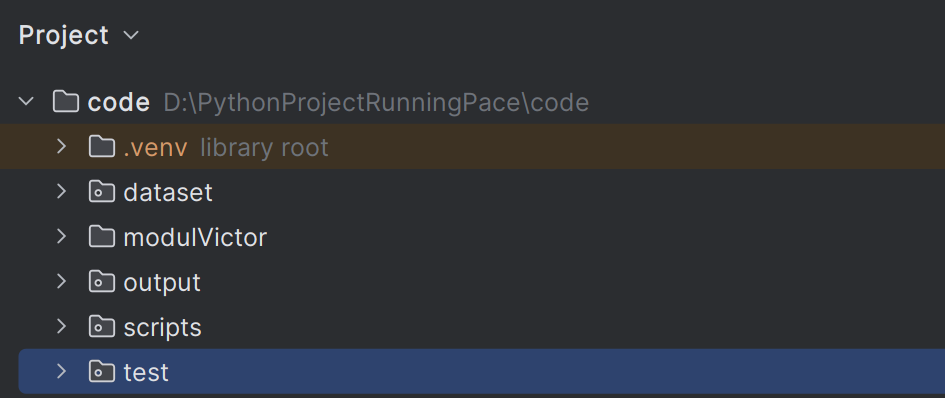 Project
code D:\PythonProjectRunningPace\code
.venv library root
dataset
modulVictor
output
scripts
test